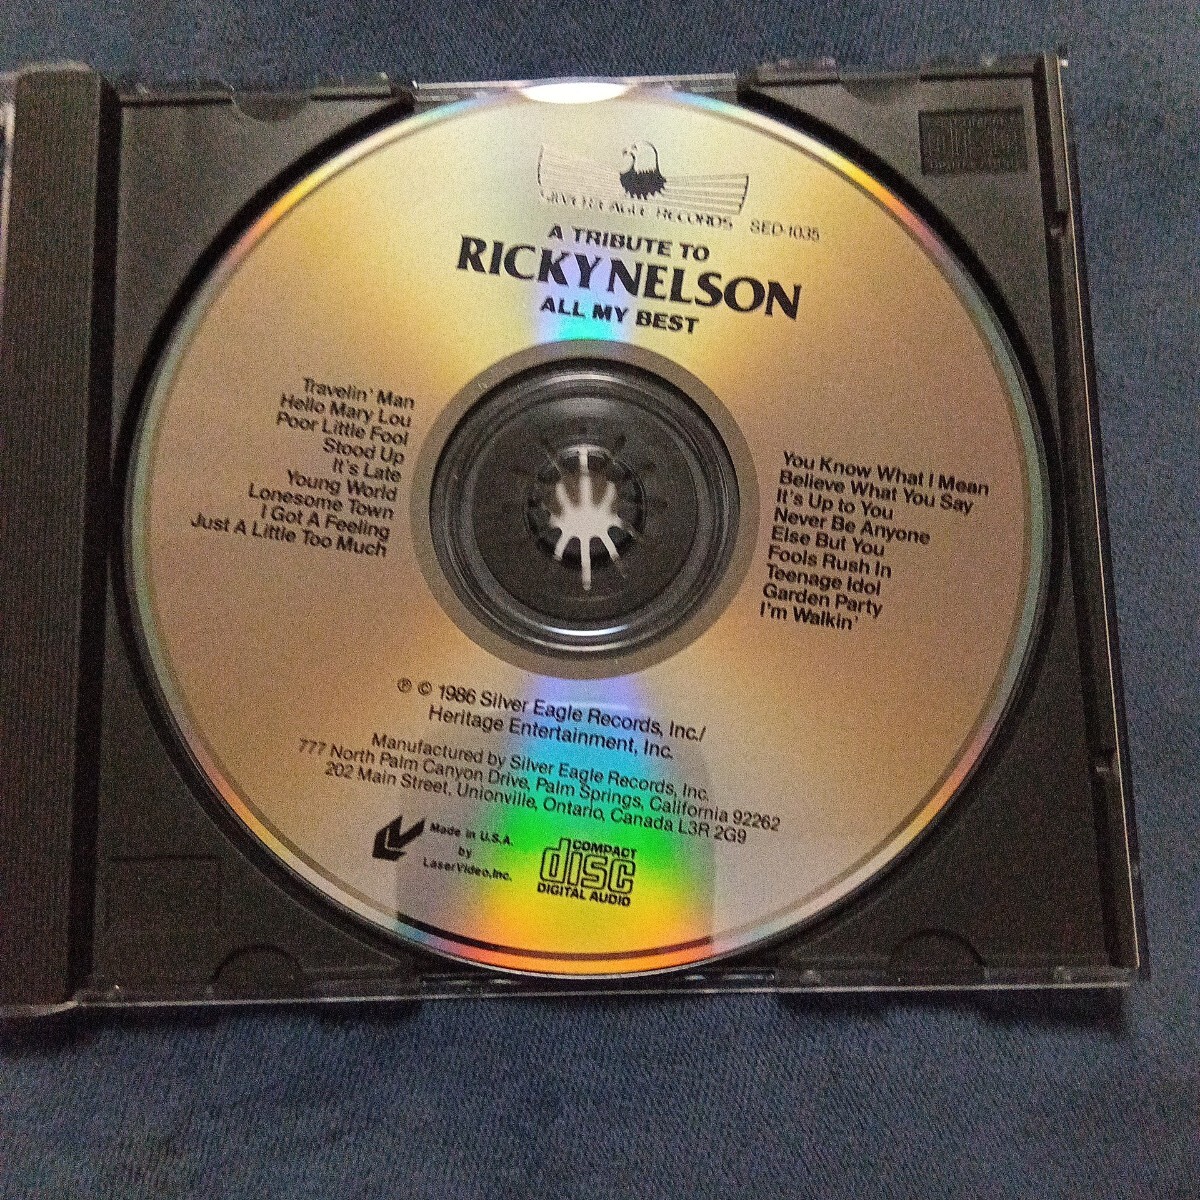 SILVER EAGLE RECORDS
SED-1035
A TRIBUTE TO
RICKY NELSON
ALL MY BEST
Travelin' Man
Hello Mary Lou
Poor Little Fool
Stood Up
It's Late
Young World
Lonesome Town
I Got A Feeling
Just A Little Too Much
You Know What I Mean
Believe What You Say
It's Up to You
Never Be Anyone
Else But You
Fools Rush In
Teenage Idol
Garden Party
I'm Walkin'
℗ © 1986 Silver Eagle Records, Inc./
Heritage Entertainment, Inc.
Manufactured by Silver Eagle Records, Inc.
777 North Palm Canyon Drive, Palm Springs, California 92262
202 Main Street, Unionville, Ontario, Canada L3R 2G9
Made in U.S.A.
by
LaserVideo, Inc.
COMPACT
disc
DIGITAL AUDIO